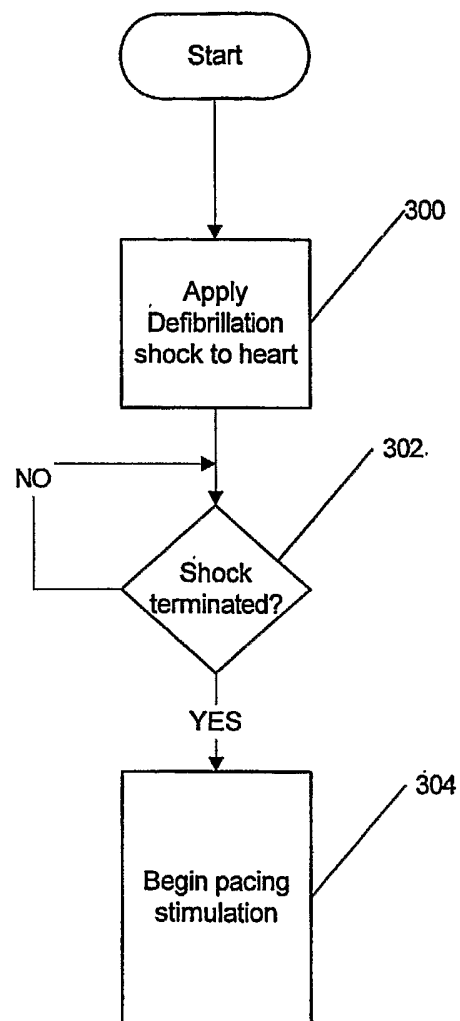 Start
300
Apply
Defibrillation
shock to heart
302.
NO
Shock
terminated?
YES
304
Begin pacing
stimulation